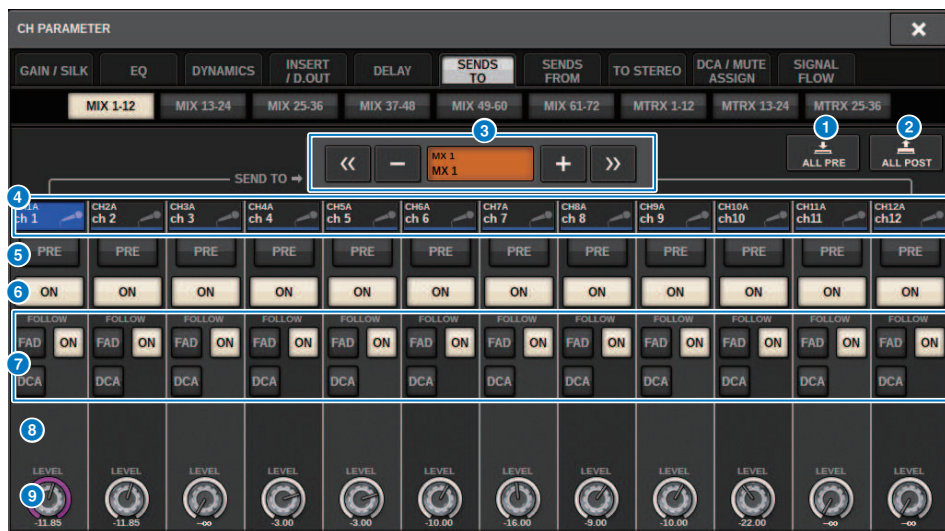 CH PARAMETER
GAIN / SILK EQ DYNAMICS INSERT / D.OUT DELAY SENDS TO SENDS FROM TO STEREO DCA / MUTE ASSIGN SIGNAL FLOW
MIX 1-12 MIX 13-24 MIX 25-36 MIX 37-48 MIX 49-60 MIX 61-72 MTRX 1-12 MTRX 13-24 MTRX 25-36
3 1 2
« − MX 1 + »
MX 1
ALL PRE ALL POST
SEND TO ➡
4
CH1A CH2A CH3A CH4A CH5A CH6A CH7A CH8A CH9A CH10A CH11A CH12A
ch 1 ch 2 ch 3 ch 4 ch 5 ch 6 ch 7 ch 8 ch 9 ch10 ch11 ch12
5 PRE PRE PRE PRE PRE PRE PRE PRE PRE PRE PRE PRE
6 ON ON ON ON ON ON ON ON ON ON ON ON
FOLLOW FOLLOW FOLLOW FOLLOW FOLLOW FOLLOW FOLLOW FOLLOW FOLLOW FOLLOW FOLLOW FOLLOW
FAD ON FAD ON FAD ON FAD ON FAD ON FAD ON FAD ON FAD ON FAD ON FAD ON FAD ON FAD ON
7
DCA DCA DCA DCA DCA DCA DCA DCA DCA DCA DCA DCA
8
LEVEL LEVEL LEVEL LEVEL LEVEL LEVEL LEVEL LEVEL LEVEL LEVEL LEVEL LEVEL
9
-11.85 -11.85 -∞ -3.00 -3.00 -10.00 -16.00 -9.00 -10.00 -22.00 -∞ -∞